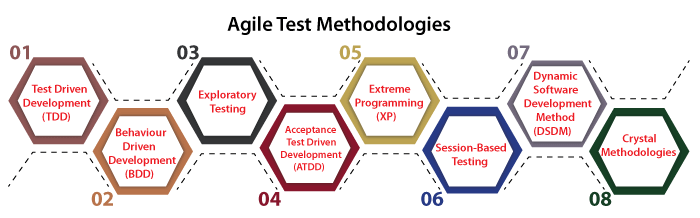 Agile Test Methodologies
01
Test Driven
Development
(TDD)
02
Behaviour
Driven
Development
(BDD)
03
Exploratory
Testing
04
Acceptance
Test Driven
Development
(ATDD)
05
Extreme
Programming
(XP)
06
Session-Based
Testing
07
Dynamic
Software
Development
Method
(DSDM)
08
Crystal
Methodologies